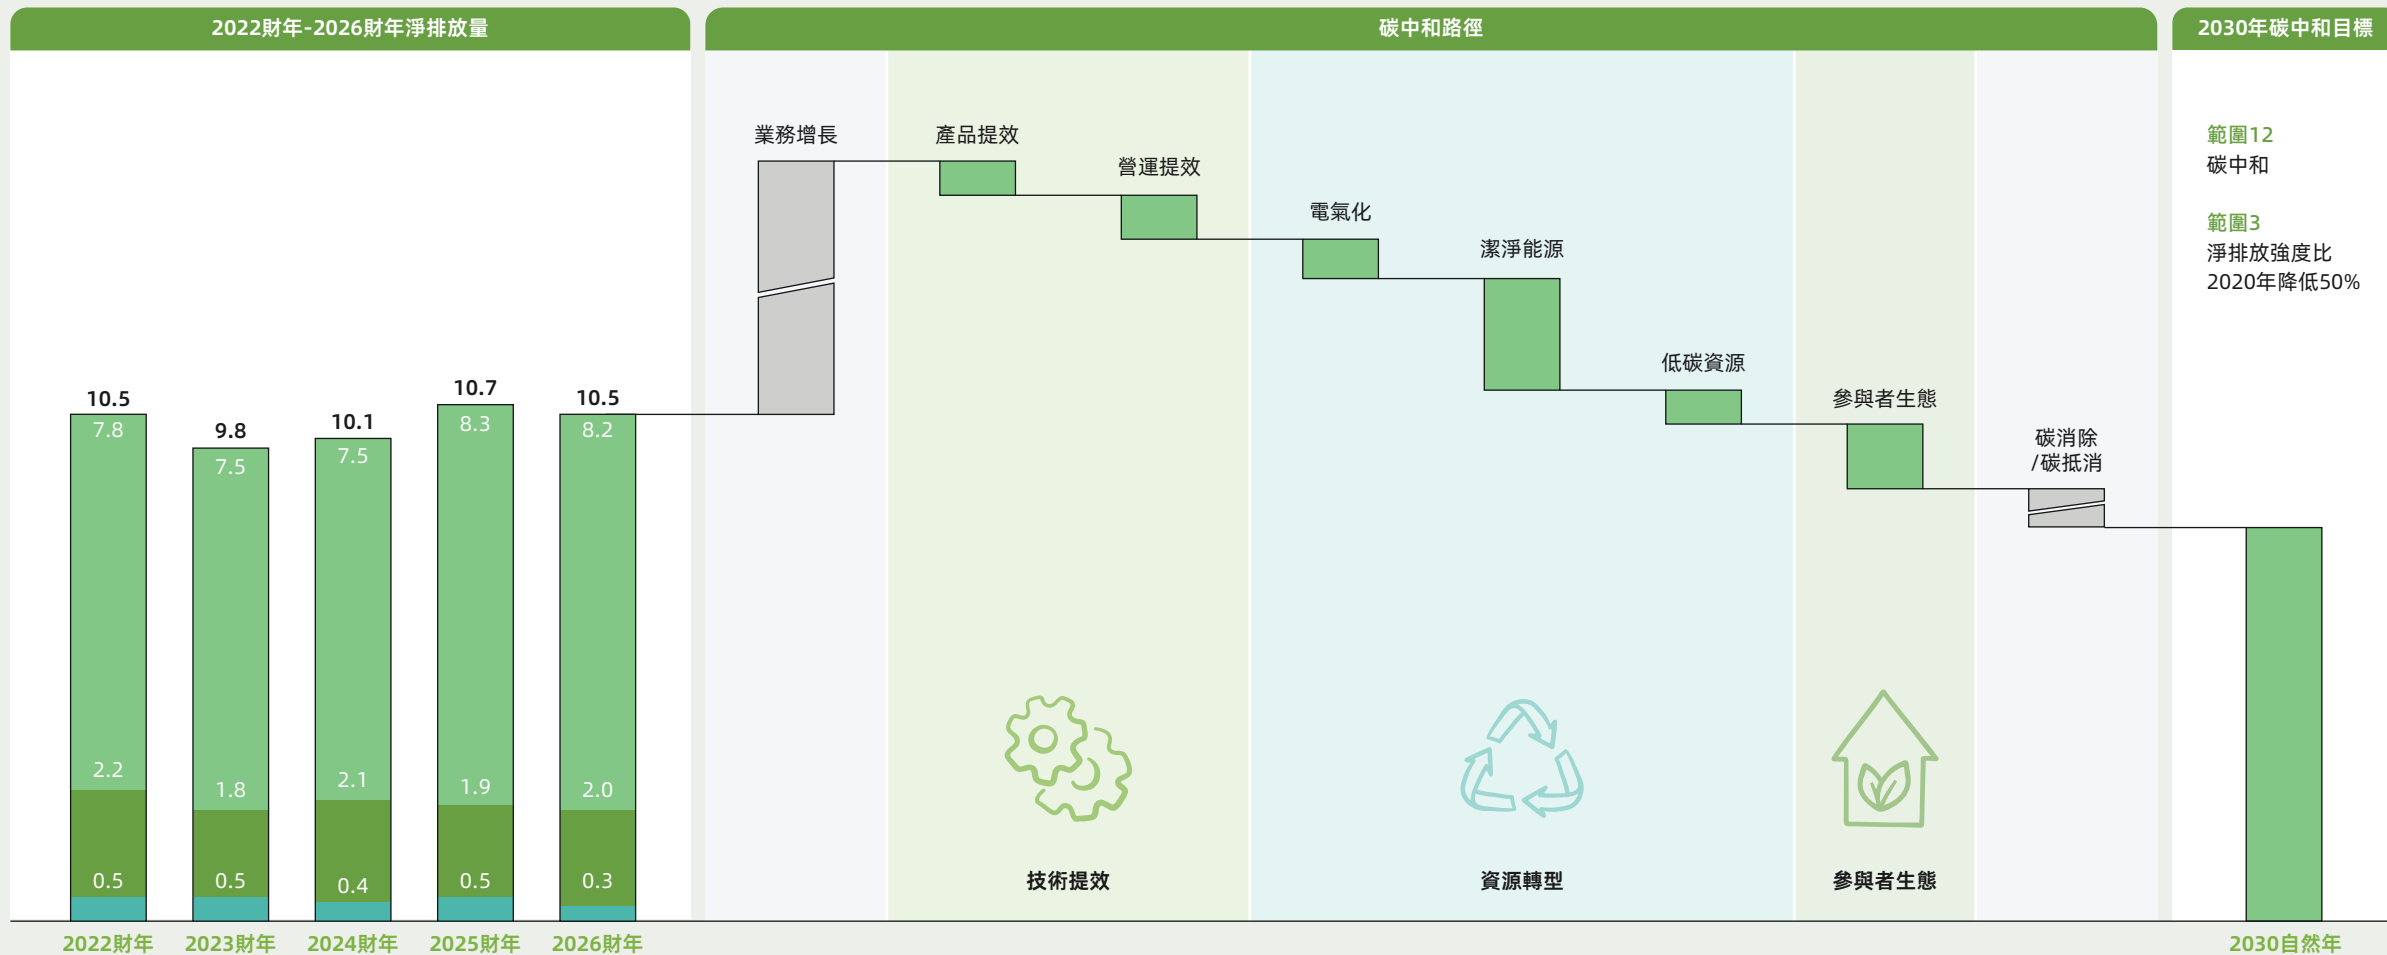 2022財年-2026財年淨排放量
10.5
7.8
2.2
0.5
2022財年
9.8
7.5
1.8
0.5
2023財年
10.1
7.5
2.1
0.4
2024財年
10.7
8.3
1.9
0.5
2025財年
10.5
8.2
2.0
0.3
2026財年
碳中和路徑
業務增長
產品提效
營運提效
技術提效
電氣化
潔淨能源
低碳資源
資源轉型
參與者生態
參與者生態
碳消除
/碳抵消
2030年碳中和目標
範圍12
碳中和
範圍3
淨排放強度比
2020年降低50%
2030自然年